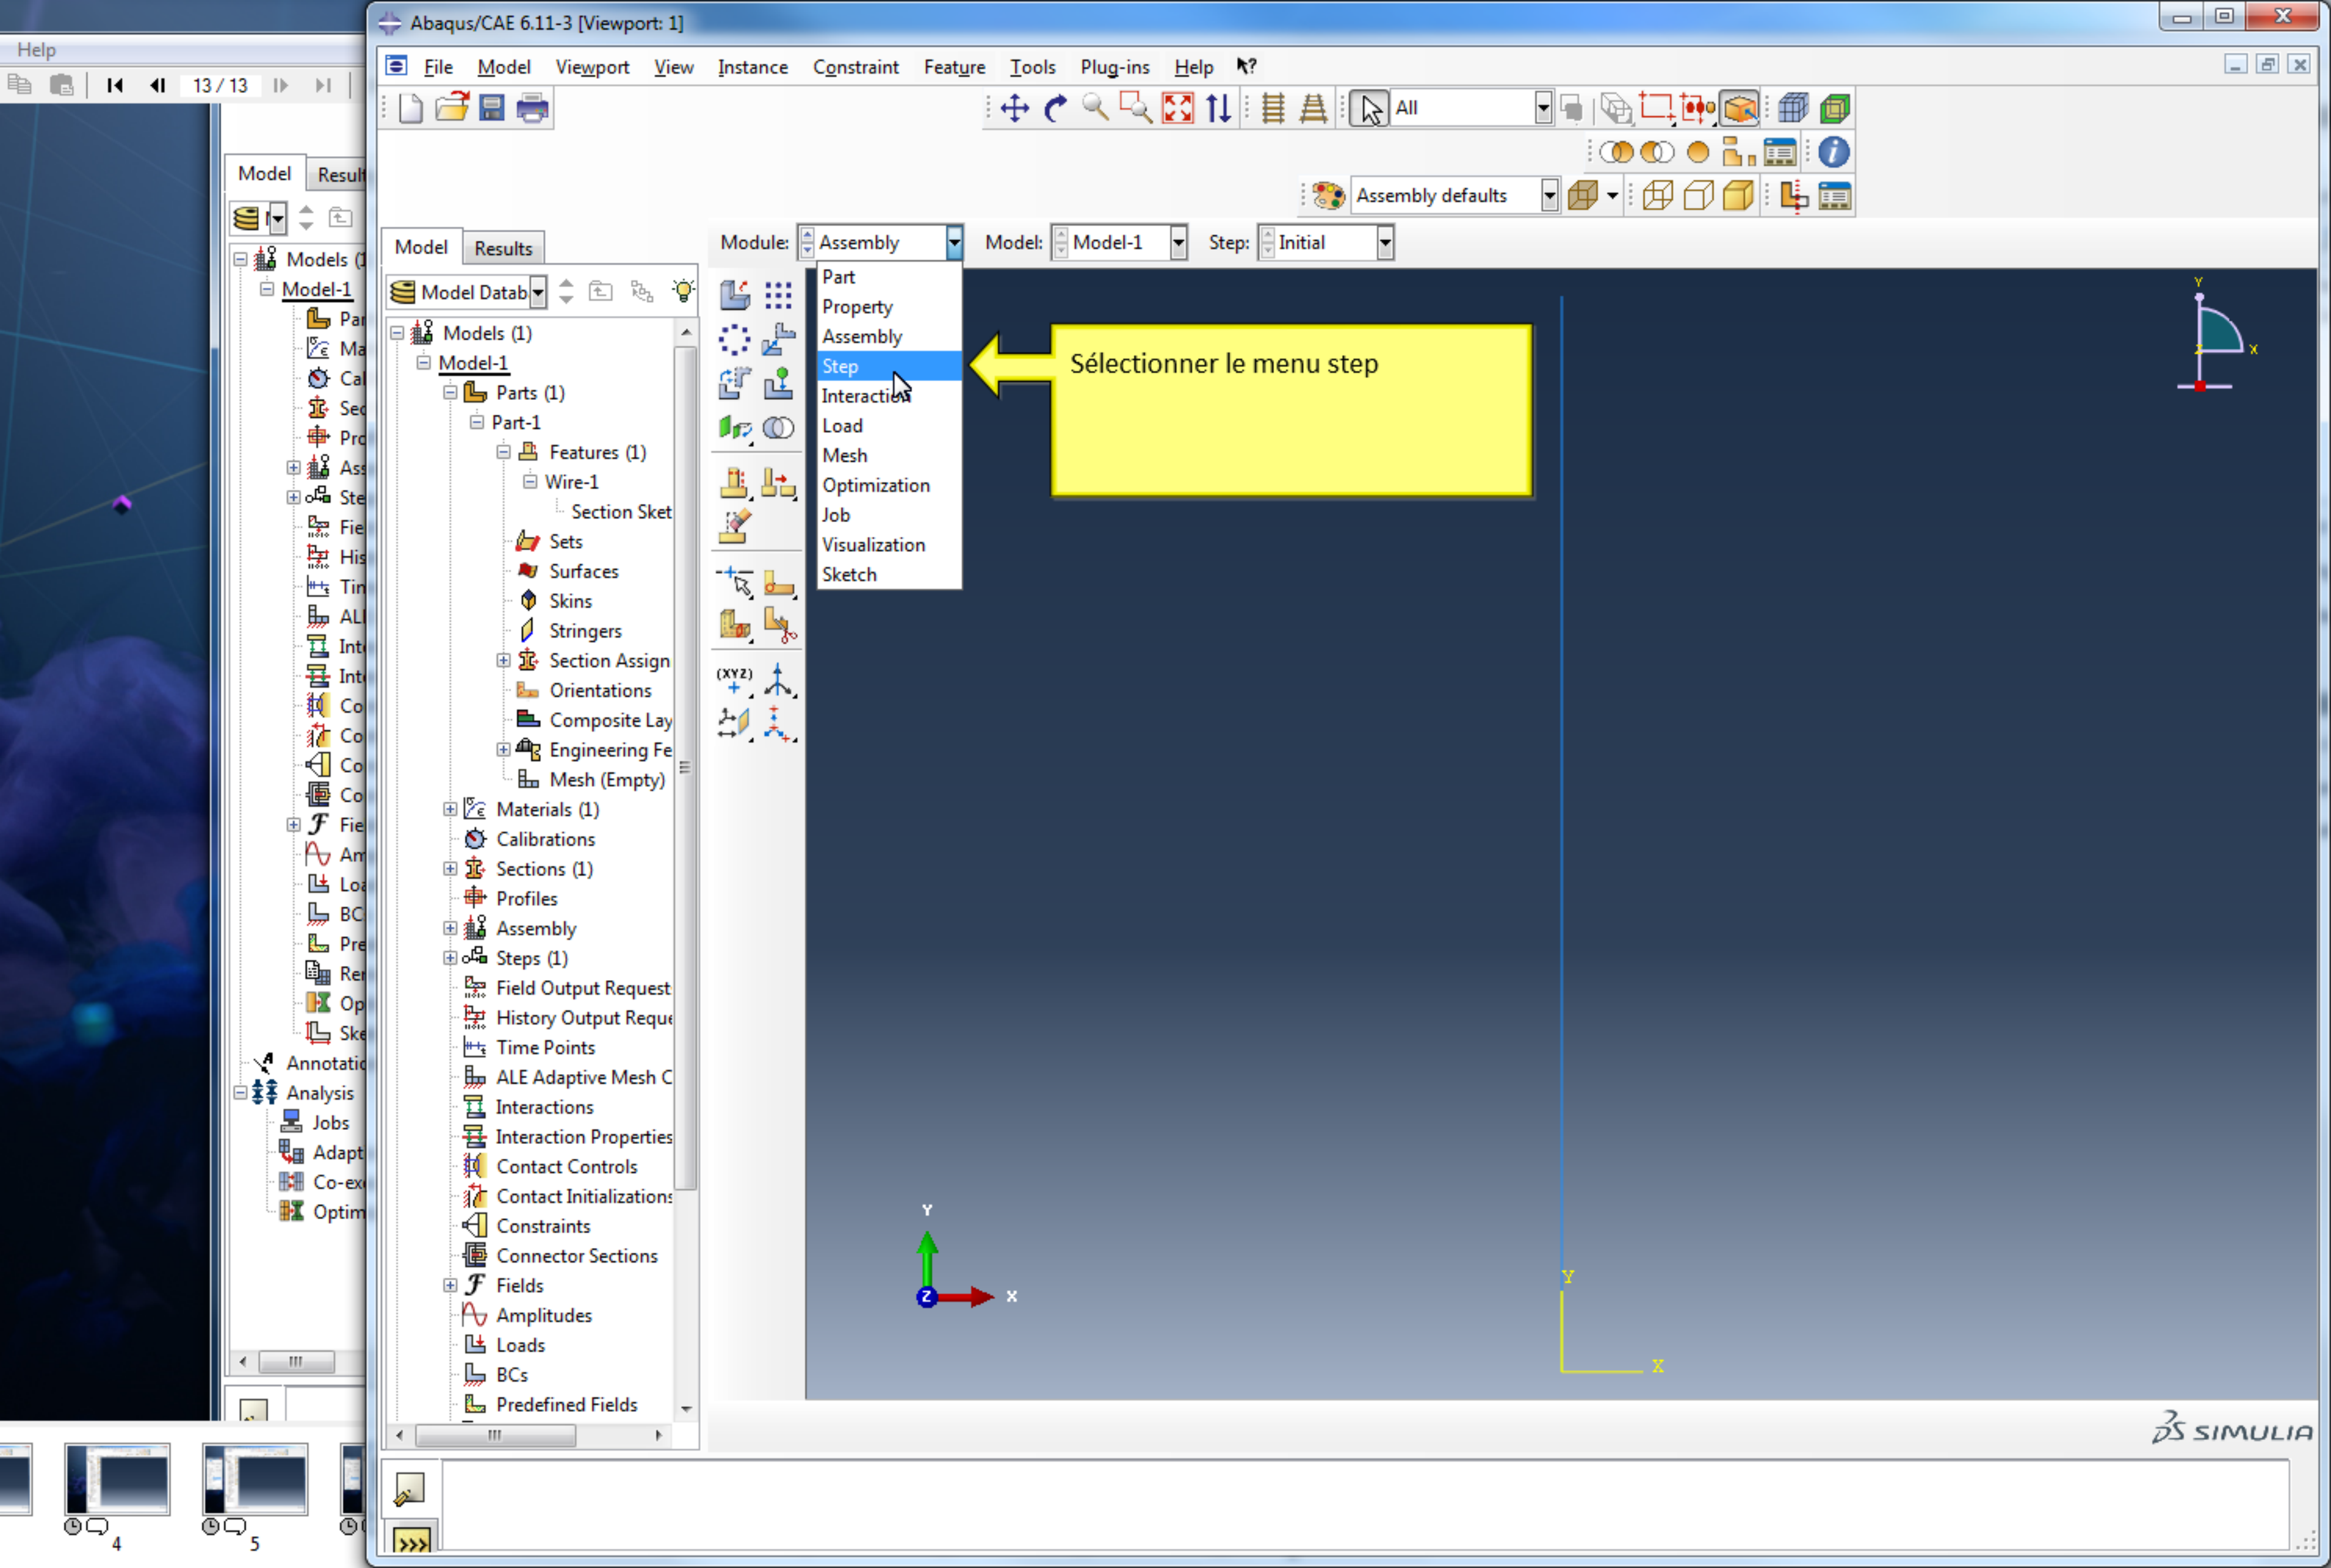 Abaqus/CAE 6.11-3 [Viewport: 1]
Help
File Model Viewport View Instance Constraint Feature Tools Plug-ins Help
13 / 13
All
Assembly defaults
Model
Module: Assembly Model: Model-1 Step: Initial
Model Results
Model Datab
Models (1)
Model-1
Parts (1)
Part-1
Features (1)
Wire-1
Section Sket
Sets
Surfaces
Skins
Stringers
Section Assign
Orientations
Composite Lay
Engineering Fe
Mesh (Empty)
Materials (1)
Calibrations
Sections (1)
Profiles
Assembly
Steps (1)
Field Output Request
History Output Reque
Time Points
ALE Adaptive Mesh C
Interactions
Interaction Properties
Contact Controls
Contact Initializations
Constraints
Connector Sections
Fields
Amplitudes
Loads
BCs
Predefined Fields
Part
Property
Assembly
Step
Interaction
Load
Mesh
Optimization
Job
Visualization
Sketch
Sélectionner le menu step
(XYZ)
Y
X
Z
Y
X
Z
Y
X
Models (1
Model-1
Annotatio
Analysis
Jobs
Adapt
Co-ex
Optim
SIMULIA
4
5